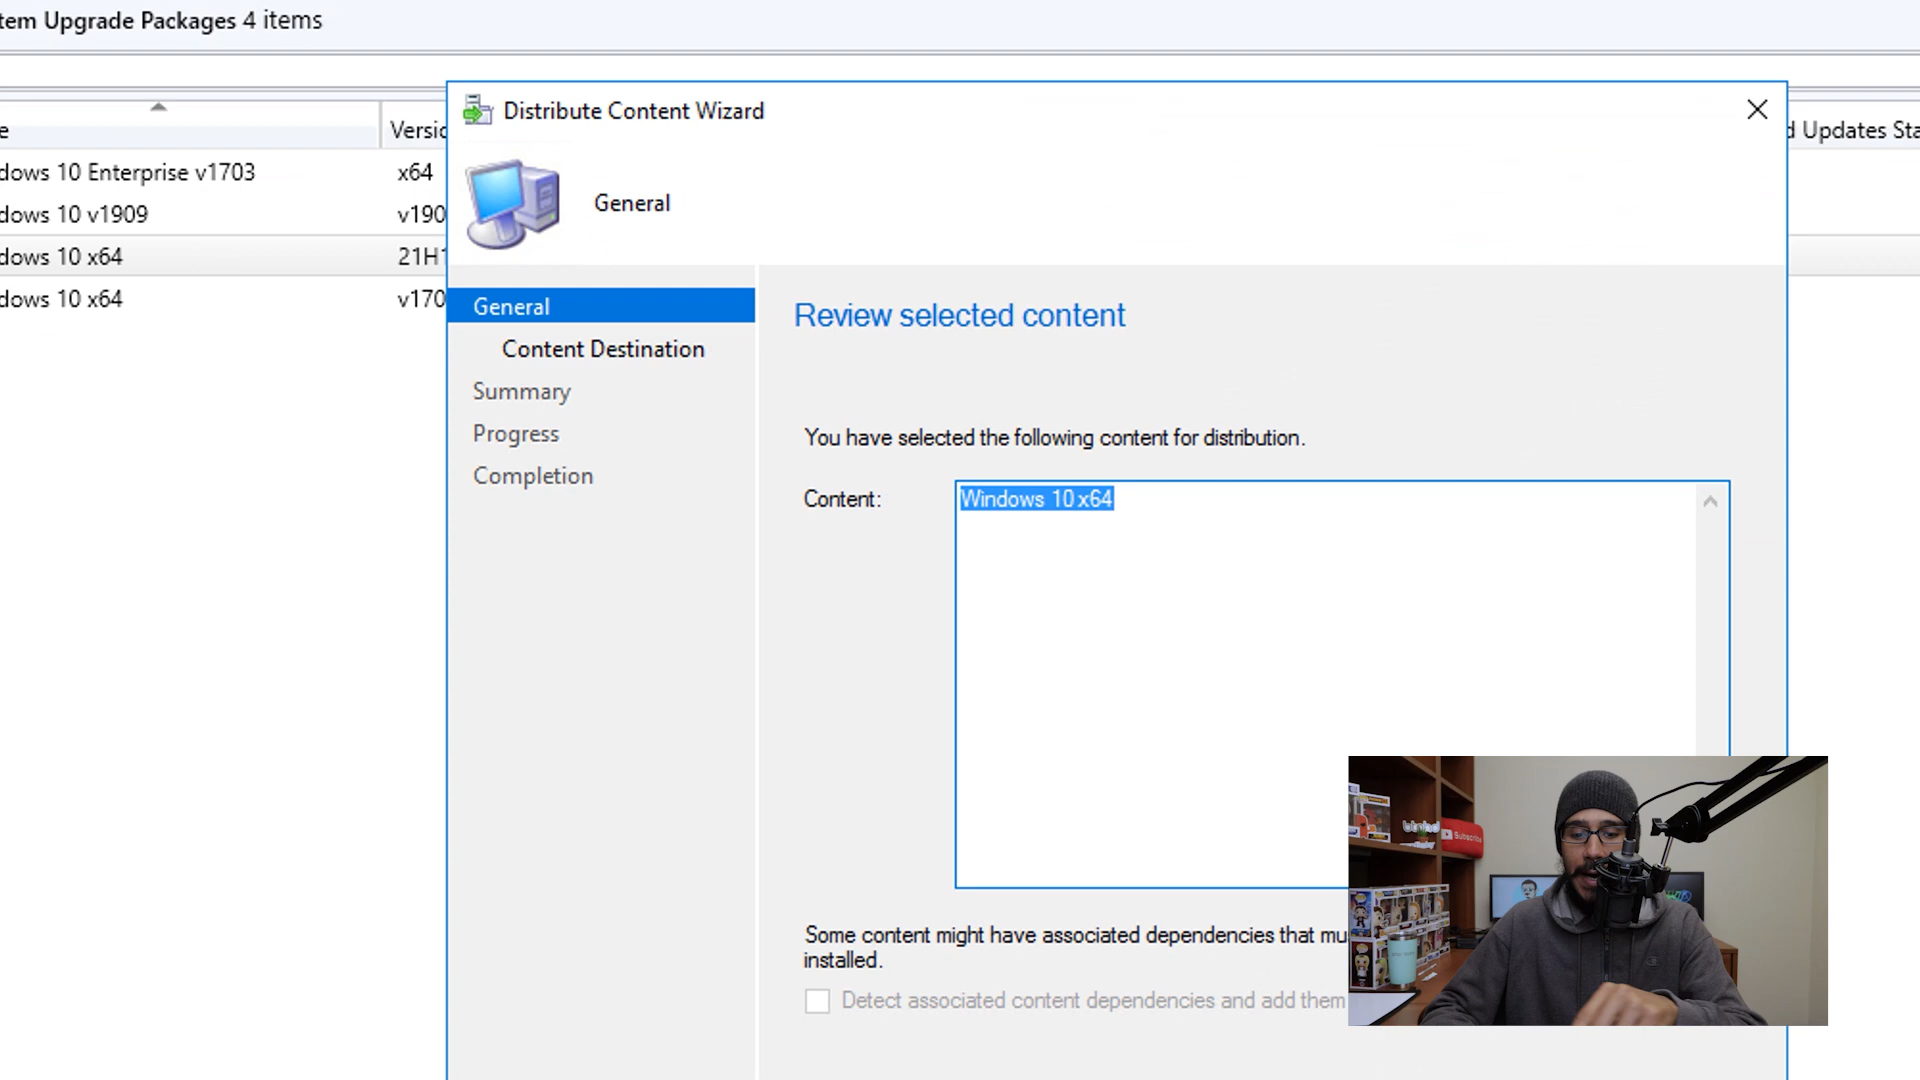 tem Upgrade Packages 4 items
Distribute Content Wizard
e
Versio
d Updates Sta
dows 10 Enterprise v1703
x64
General
dows 10 v1909
v190
dows 10 x64
21H1
dows 10 x64
v170
General
Content Destination
Summary
Progress
Completion
Review selected content
You have selected the following content for distribution.
Content:
Windows 10 x64
Some content might have associated dependencies that mu
installed.
Detect associated content dependencies and add them
btnhd
Subscribe